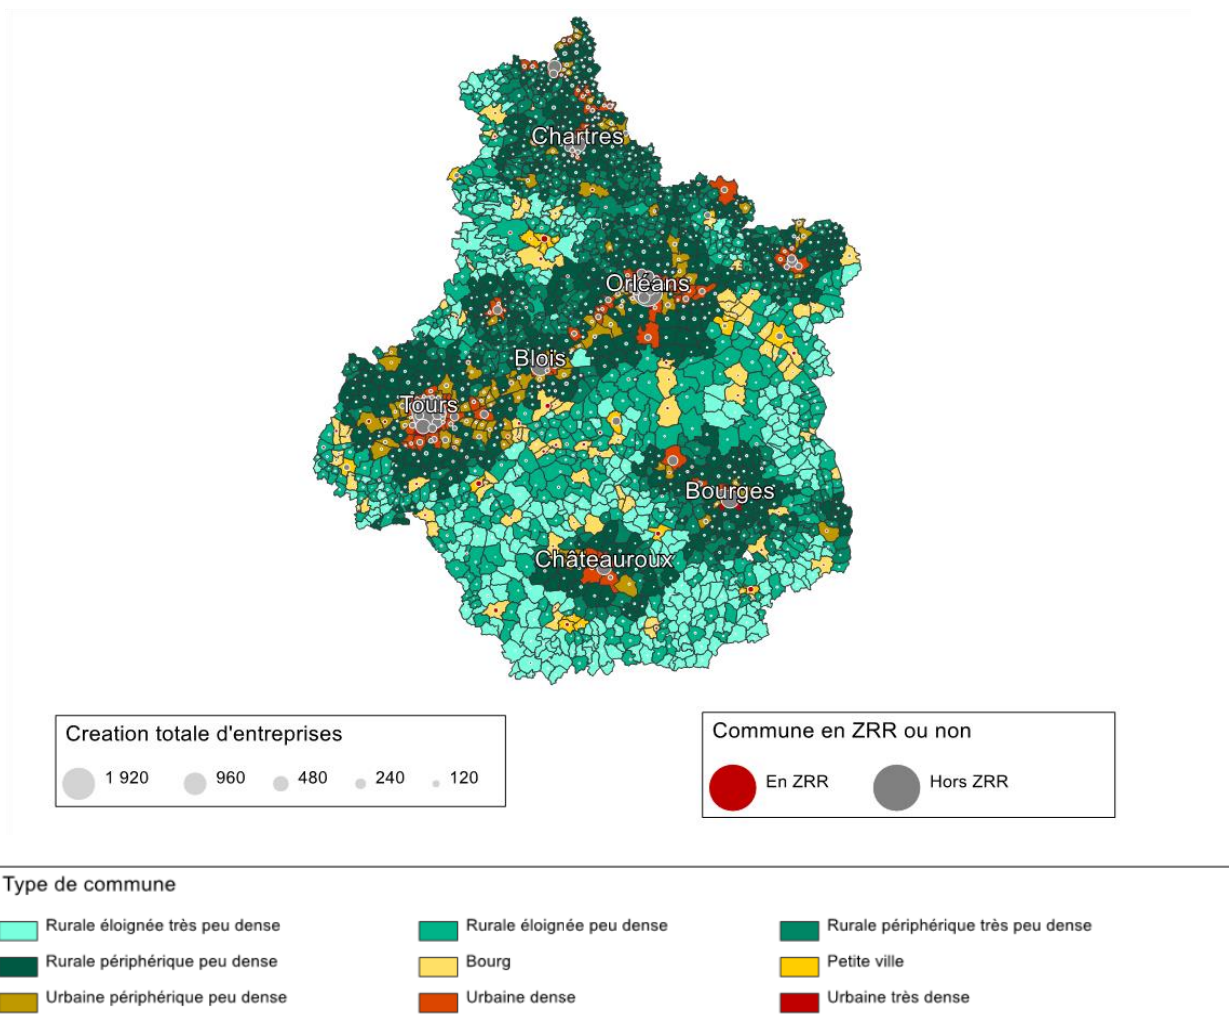 Chartres
Orléans
Blois
Tours
Bourges
Châteauroux
Creation totale d'entreprises
1 920 960 480 240 120
Commune en ZRR ou non
En ZRR Hors ZRR
Type de commune
Rurale éloignée très peu dense Rurale éloignée peu dense Rurale périphérique très peu dense
Rurale périphérique peu dense Bourg Petite ville
Urbaine périphérique peu dense Urbaine dense Urbaine très dense